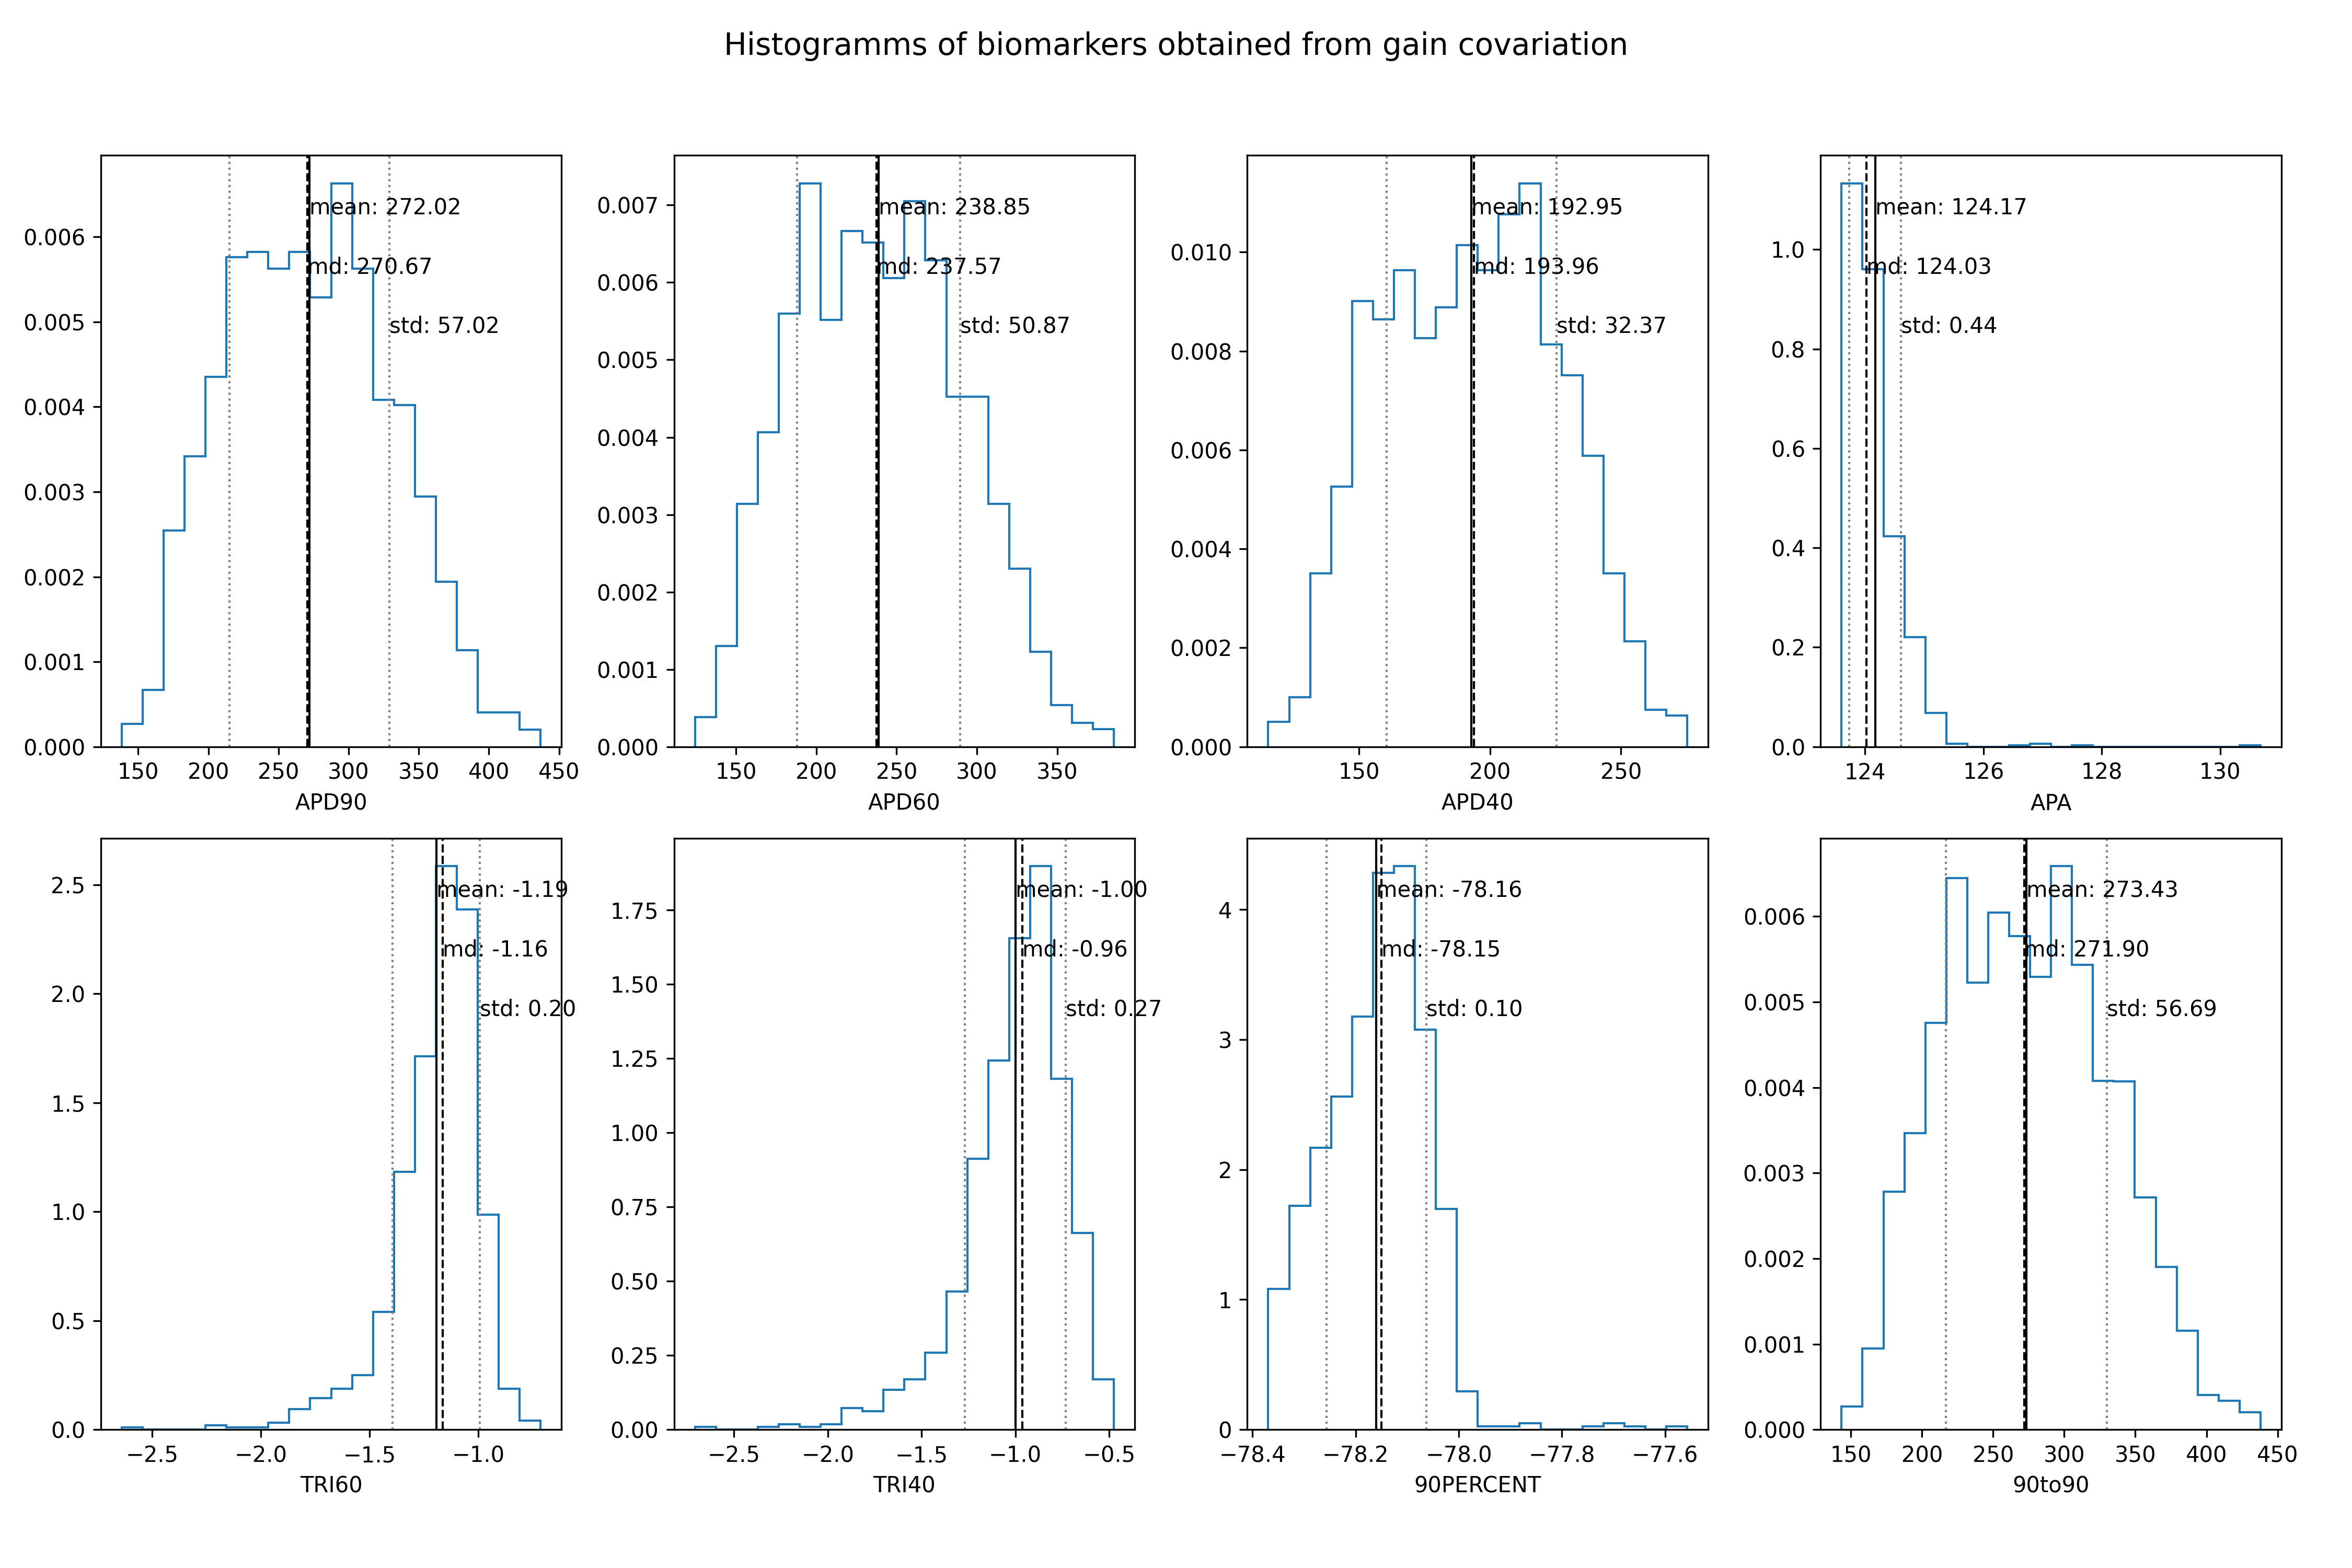 Histogramms of biomarkers obtained from gain covariation
mean: 272.02
md: 270.67
std: 57.02
0.006
0.005
0.004
0.003
0.002
0.001
0.000
150 200 250 300 350 400 450
APD90
mean: 238.85
md: 237.57
std: 50.87
0.007
0.006
0.005
0.004
0.003
0.002
0.001
0.000
150 200 250 300 350
APD60
mean: 192.95
md: 193.96
std: 32.37
0.010
0.008
0.006
0.004
0.002
0.000
150 200 250
APD40
mean: 124.17
md: 124.03
std: 0.44
1.0
0.8
0.6
0.4
0.2
0.0
124 126 128 130
APA
mean: -1.19
md: -1.16
std: 0.20
2.5
2.0
1.5
1.0
0.5
0.0
−2.5 −2.0 −1.5 −1.0
TRI60
mean: -1.00
md: -0.96
std: 0.27
1.75
1.50
1.25
1.00
0.75
0.50
0.25
0.00
−2.5 −2.0 −1.5 −1.0 −0.5
TRI40
mean: -78.16
md: -78.15
std: 0.10
4
3
2
1
0
−78.4 −78.2 −78.0 −77.8 −77.6
90PERCENT
mean: 273.43
md: 271.90
std: 56.69
0.006
0.005
0.004
0.003
0.002
0.001
0.000
150 200 250 300 350 400 450
90to90